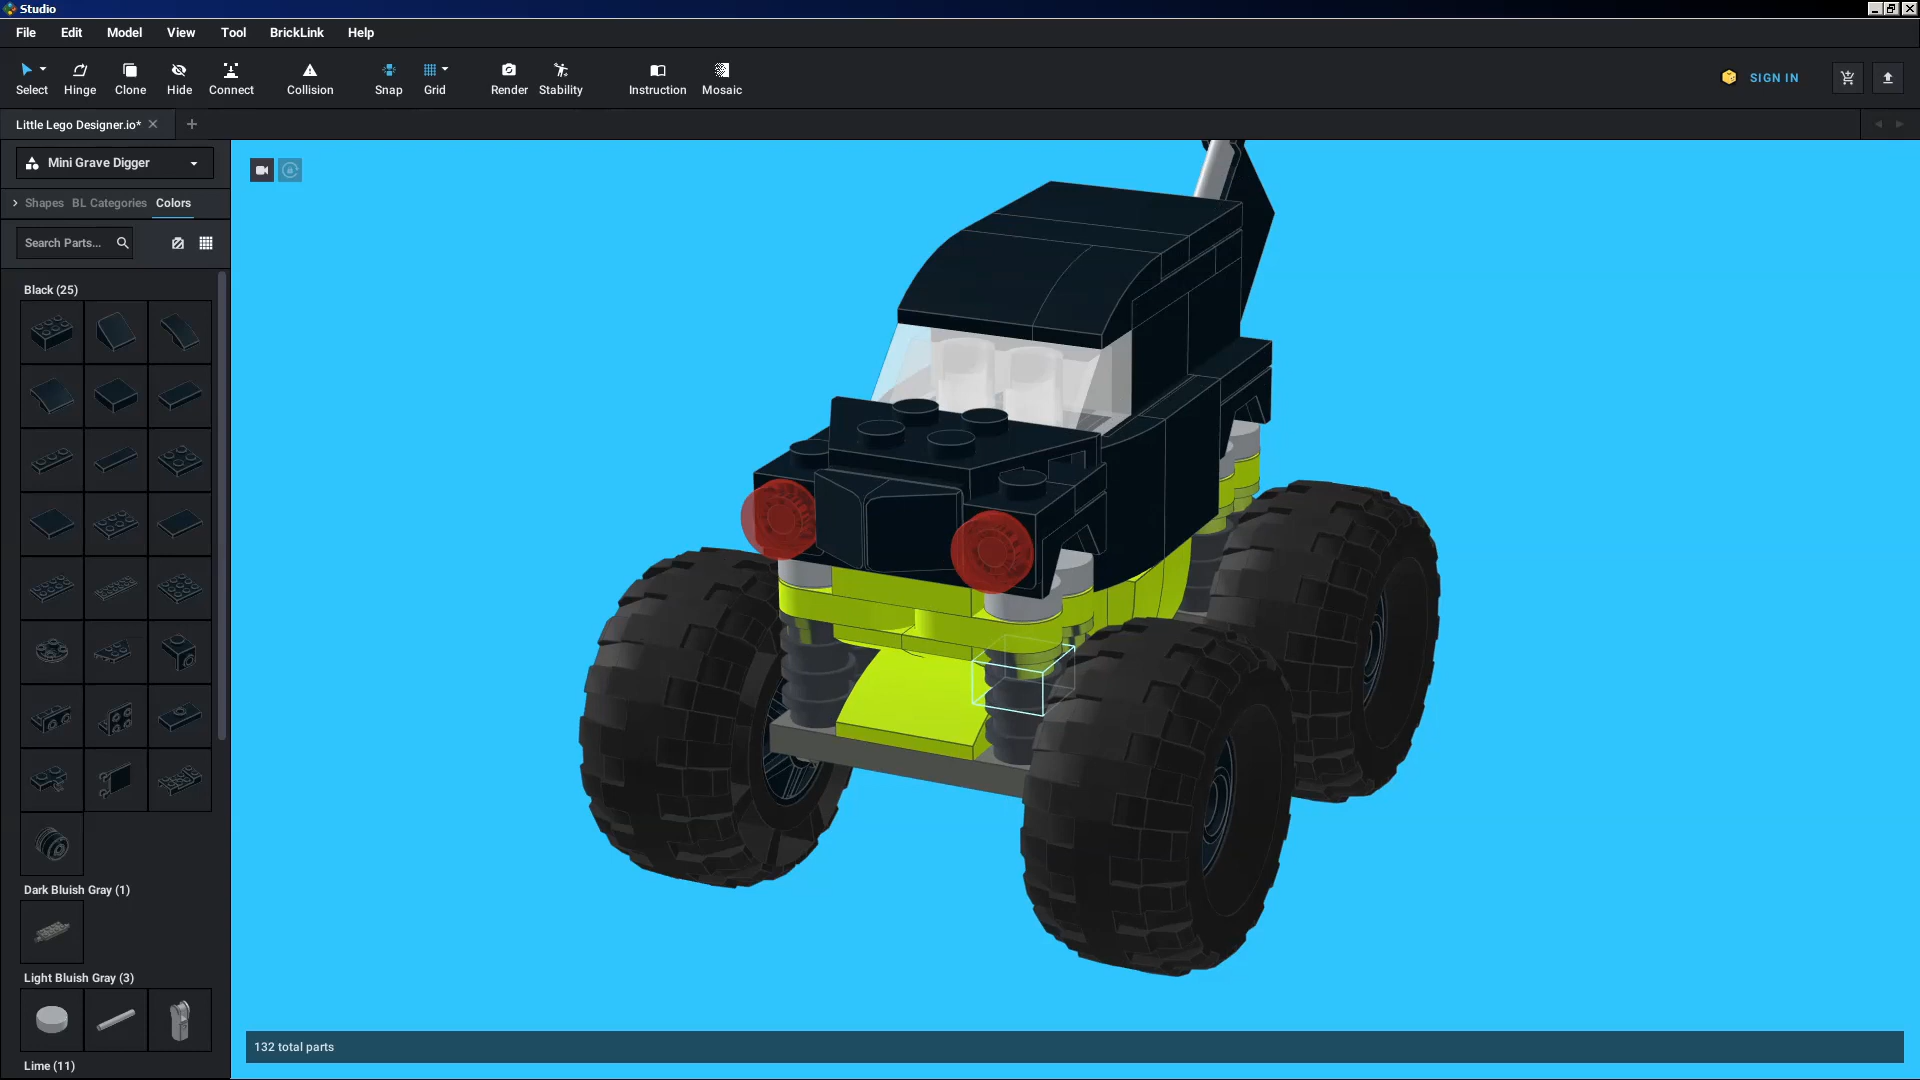 Studio
File Edit Model View Tool BrickLink Help
Select Hinge Clone Hide Connect Collision Snap Grid Render Stability Instruction Mosaic
SIGN IN
Little Lego Designer.io*
Mini Grave Digger
Shapes BL Categories Colors
Search Parts...
Black (25)
Dark Bluish Gray (1)
Light Bluish Gray (3)
Lime (11)
132 total parts